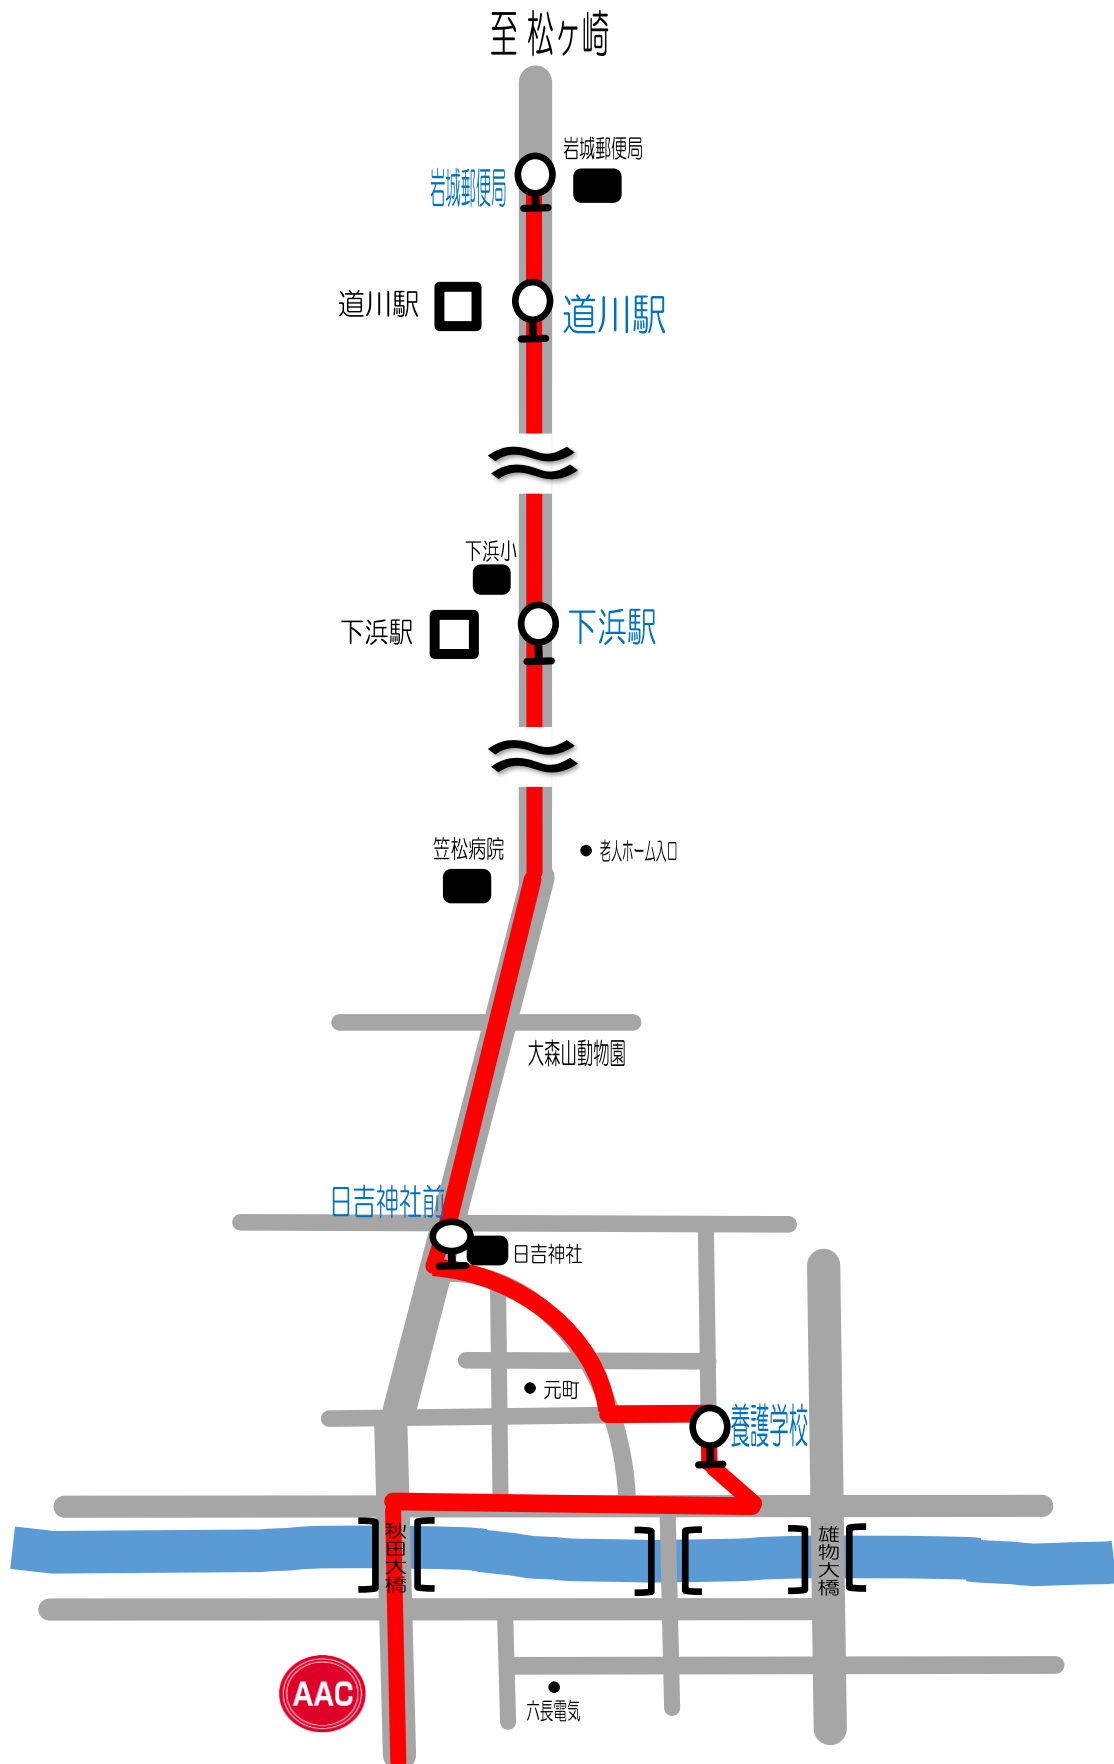 至 松ヶ崎
岩城郵便局
岩城郵便局
道川駅
道川駅
下浜小
下浜駅
下浜駅
笠松病院
老人ホーム入口
大森山動物園
日吉神社前
日吉神社
元町
養護学校
秋田大橋
雄物大橋
AAC
六長電気